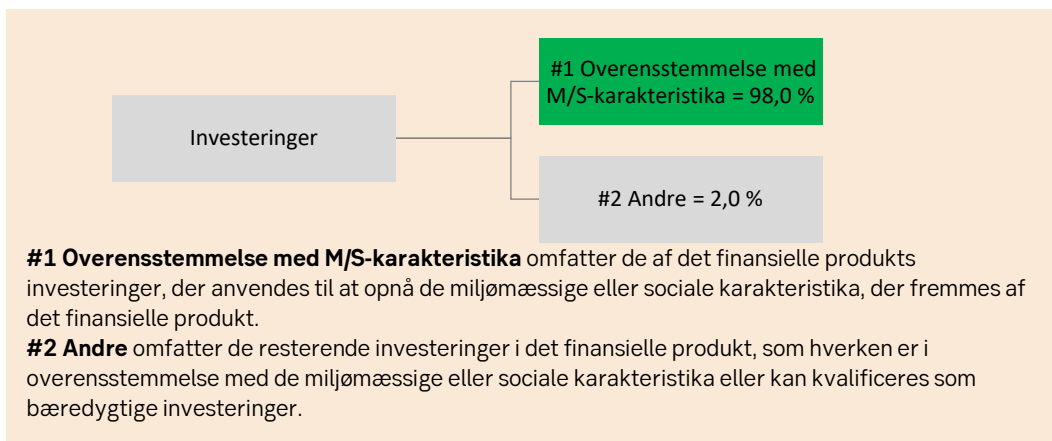 #1 Overensstemmelse med
M/S-karakteristika = 98,0 %
Investeringer
#2 Andre = 2,0 %
#1 Overensstemmelse med M/S-karakteristika omfatter de af det finansielle produkts
investeringer, der anvendes til at opnå de miljømæssige eller sociale karakteristika, der fremmes af
det finansielle produkt.
#2 Andre omfatter de resterende investeringer i det finansielle produkt, som hverken er i
overensstemmelse med de miljømæssige eller sociale karakteristika eller kan kvalificeres som
bæredygtige investeringer.